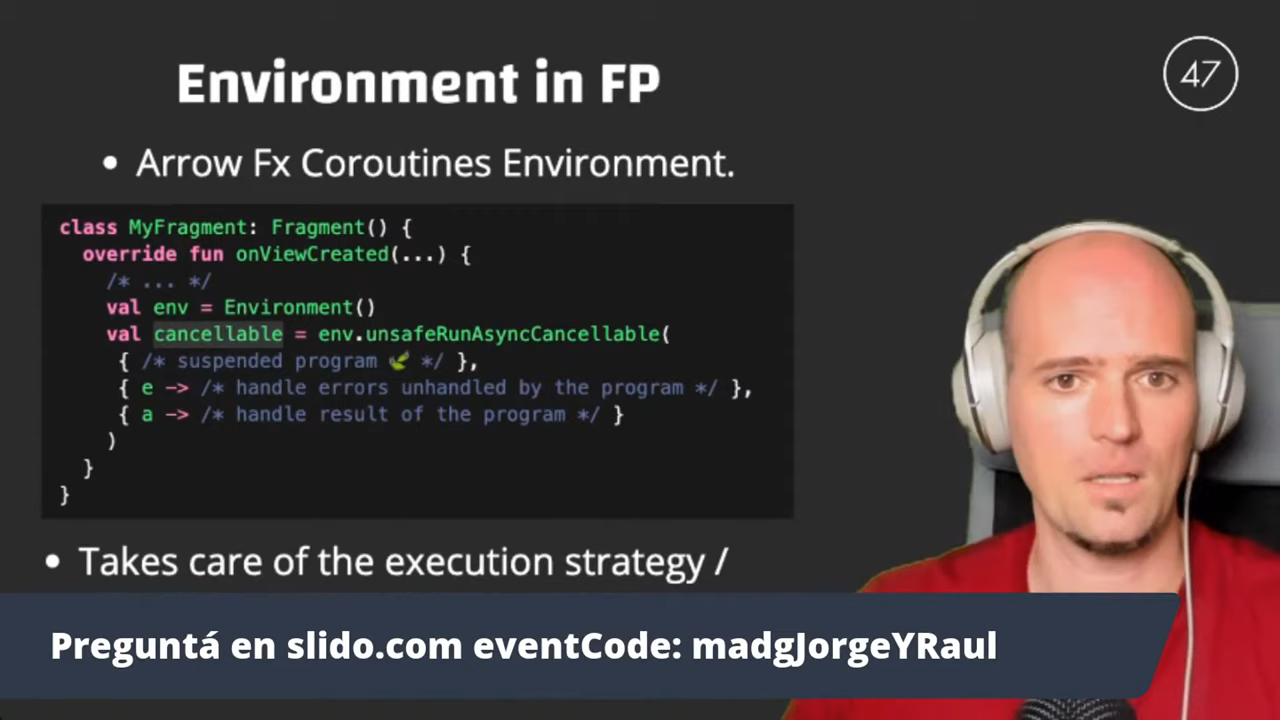 Environment in FP
47
• Arrow Fx Coroutines Environment.
class MyFragment: Fragment() {
override fun onViewCreated(...) {
/* ... */
val env = Environment()
val cancellable = env.unsafeRunAsyncCancellable(
{ /* suspended program 🌿 */ },
{ e -> /* handle errors unhandled by the program */ },
{ a -> /* handle result of the program */ }
)
}
}
• Takes care of the execution strategy /
Preguntá en slido.com eventCode: madgJorgeYRaul